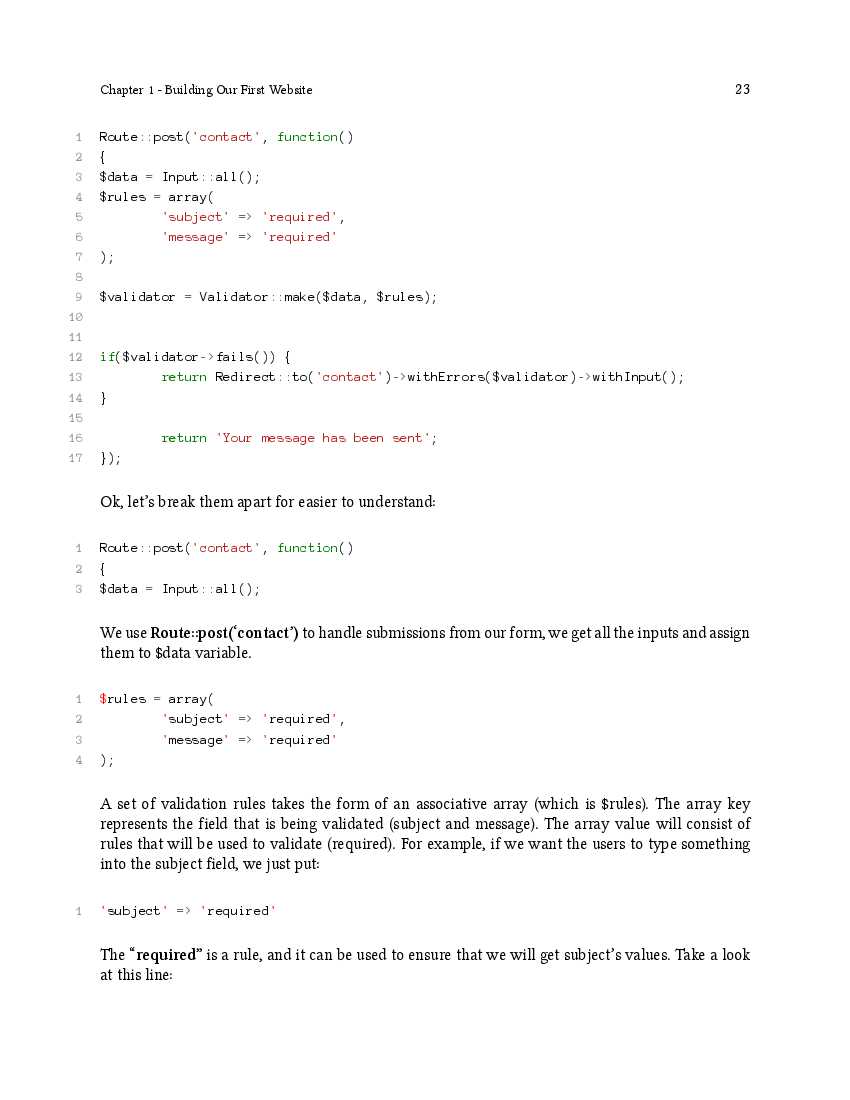 Chapter 1 - Building Our First Website 23
1 Route::post('contact', function()
2 {
3 $data = Input::all();
4 $rules = array(
5 'subject' => 'required',
6 'message' => 'required'
7 );
8
9 $validator = Validator::make($data, $rules);
10
11
12 if($validator->fails()) {
13 return Redirect::to('contact')->withErrors($validator)->withInput();
14 }
15
16 return 'Your message has been sent';
17 });
Ok, let’s break them apart for easier to understand:
1 Route::post('contact', function()
2 {
3 $data = Input::all();
We use Route::post(‘contact’) to handle submissions from our form, we get all the inputs and assign
them to $data variable.
1 $rules = array(
2 'subject' => 'required',
3 'message' => 'required'
4 );
A set of validation rules takes the form of an associative array (which is $rules). The array key
represents the field that is being validated (subject and message). The array value will consist of
rules that will be used to validate (required). For example, if we want the users to type something
into the subject field, we just put:
1 'subject' => 'required'
The “required” is a rule, and it can be used to ensure that we will get subject’s values. Take a look
at this line: